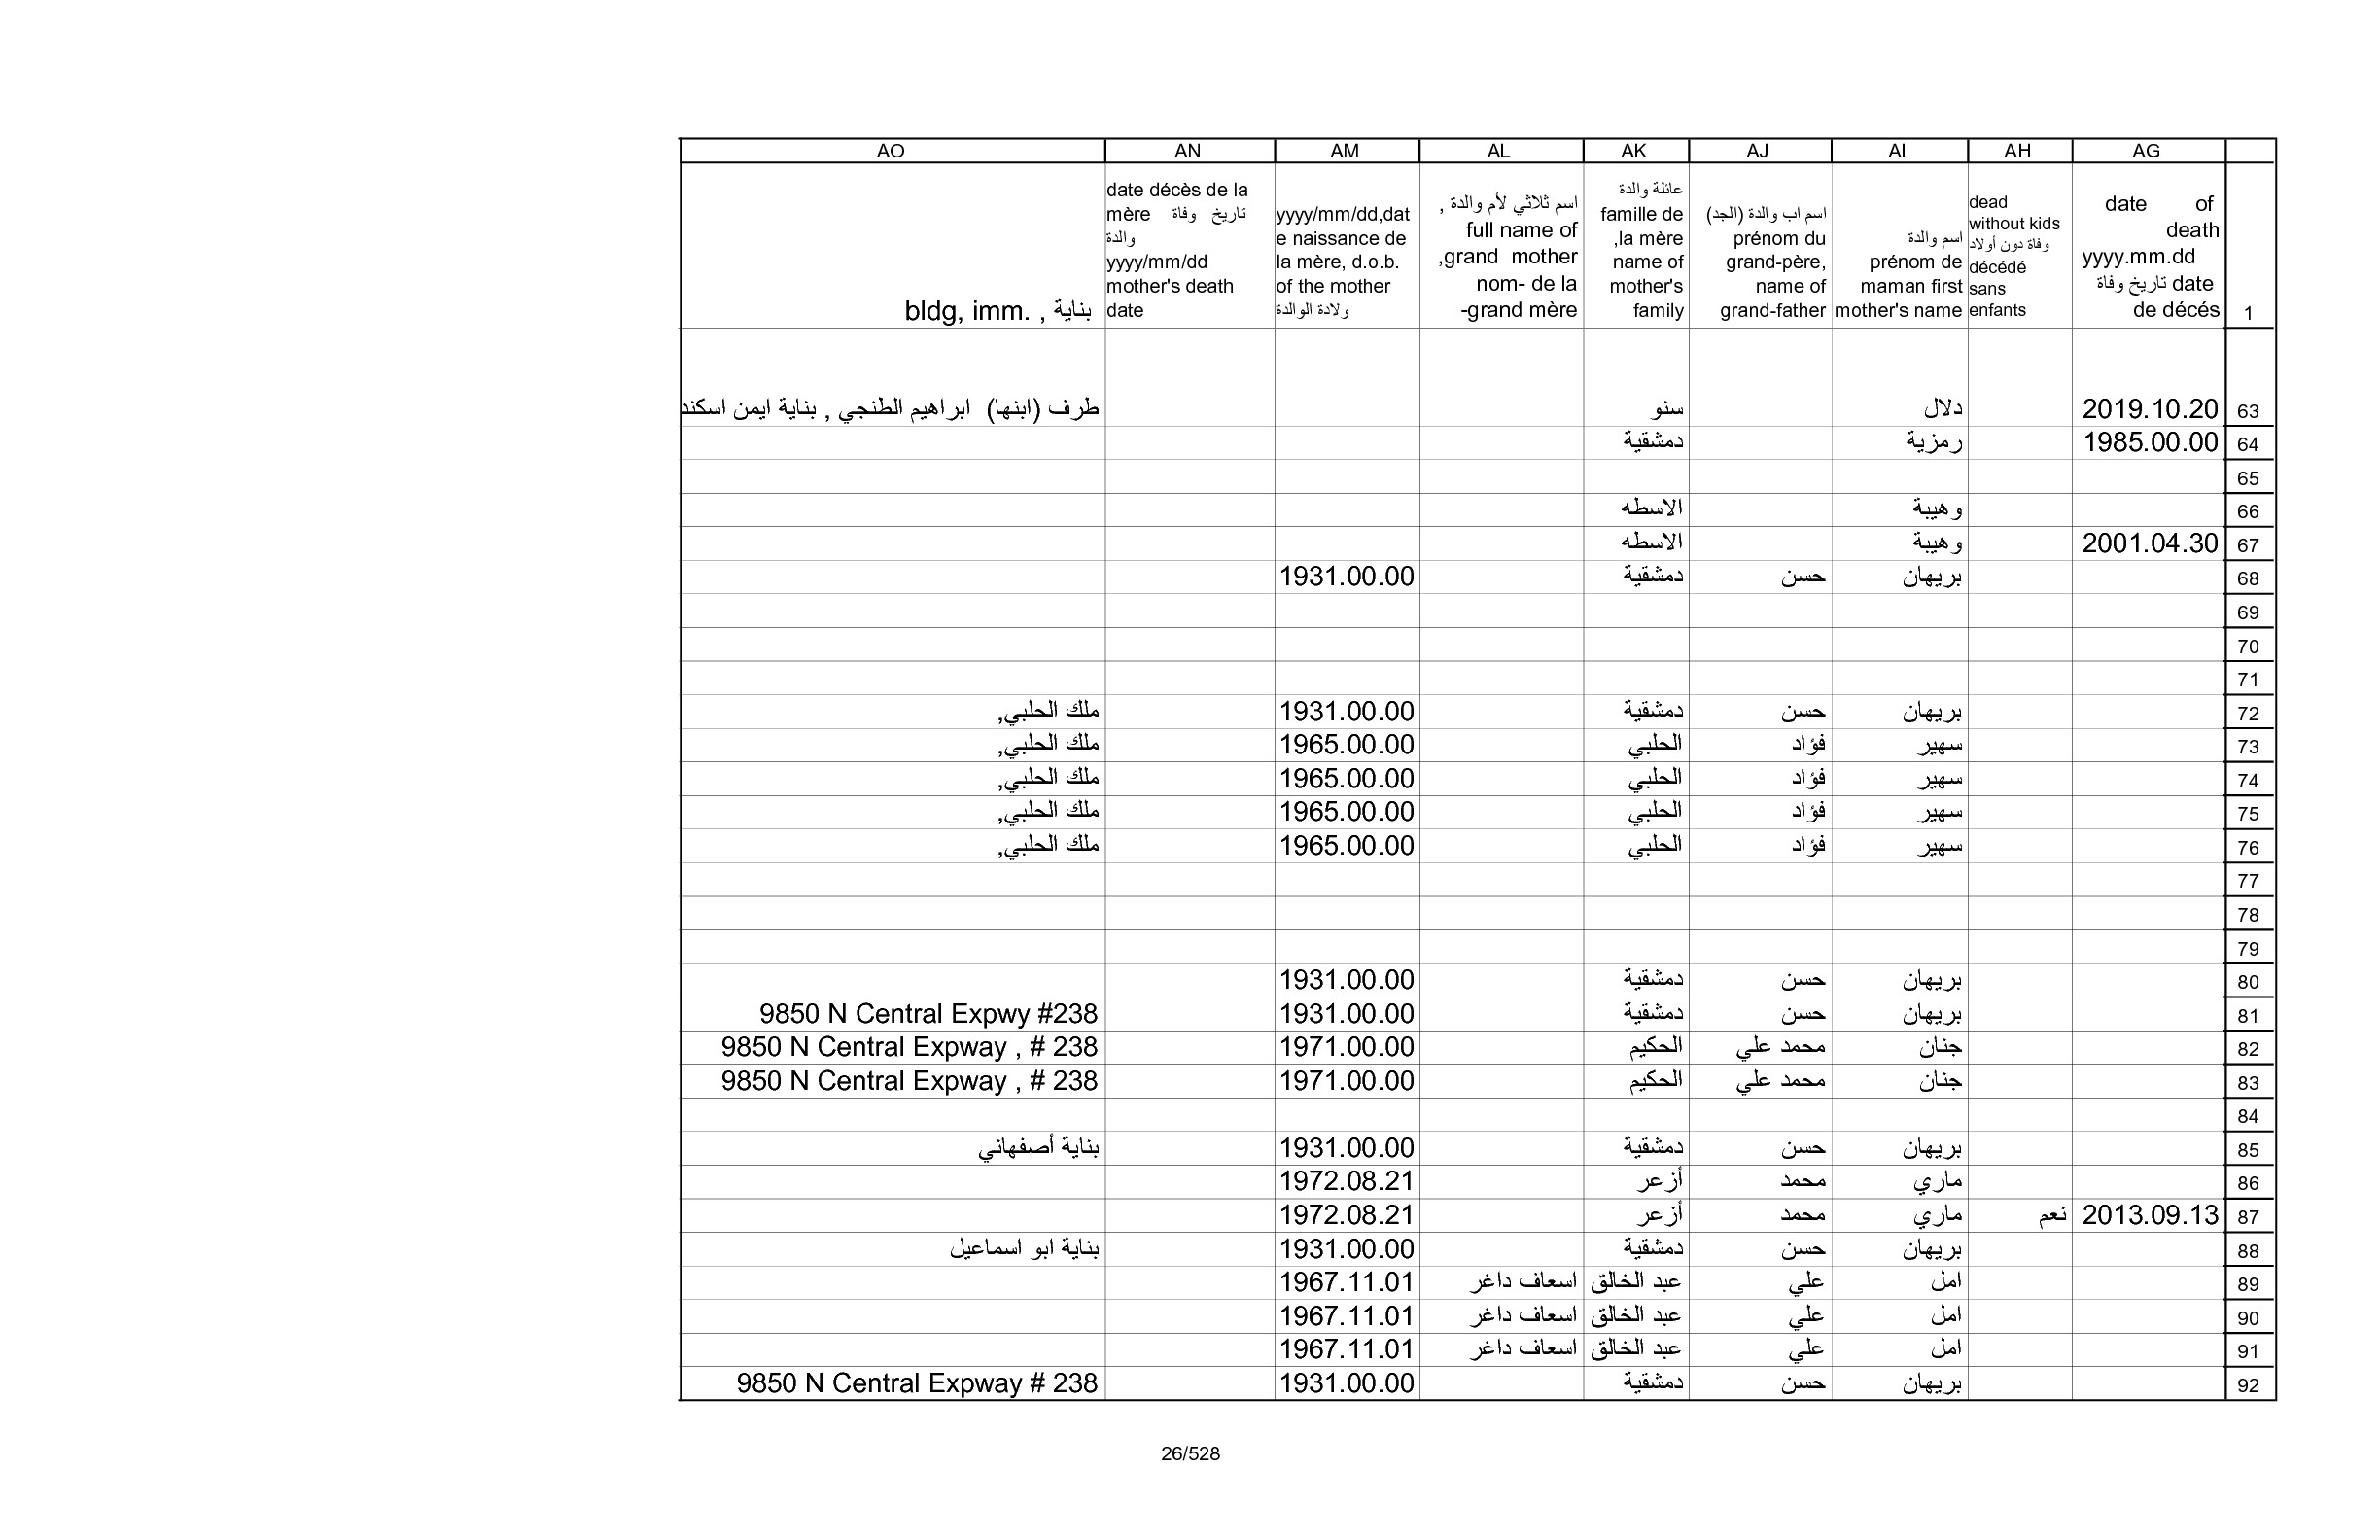 AG AH AI AJ AK AL AM AN AO
1
date of death yyyy.mm.dd تاريخ وفاة date de décés
dead without kids وفاة دون أولاد décédé sans enfants
اسم والدة prénom de maman first mother's name
اسم اب والدة (الجد) prénom du grand-père, name of grand-father
عائلة والدة famille de la mère, name of mother's family
اسم ثلاثي لأم والدة , full name of grand mother, nom- de la grand mère-
yyyy/mm/dd,date naissance de la mère, d.o.b. of the mother ولادة الوالدة
date décès de la mère تاريخ وفاة والدة yyyy/mm/dd mother's death date
بناية , bldg, imm.
63 2019.10.20 دلال سنو طرف (ابنها) ابراهيم الطنجي , بناية ايمن اسكند
64 1985.00.00 رمزية دمشقية
65
66 وهيبة الاسطه
67 2001.04.30 وهيبة الاسطه
68 بريهان حسن دمشقية 1931.00.00
69
70
71
72 بريهان حسن دمشقية 1931.00.00 ملك الحلبي,
73 سهير فؤاد الحلبي 1965.00.00 ملك الحلبي,
74 سهير فؤاد الحلبي 1965.00.00 ملك الحلبي,
75 سهير فؤاد الحلبي 1965.00.00 ملك الحلبي,
76 سهير فؤاد الحلبي 1965.00.00 ملك الحلبي,
77
78
79
80 بريهان حسن دمشقية 1931.00.00
81 بريهان حسن دمشقية 1931.00.00 9850 N Central Expwy #238
82 جنان محمد علي الحكيم 1971.00.00 9850 N Central Expway , # 238
83 جنان محمد علي الحكيم 1971.00.00 9850 N Central Expway , # 238
84
85 بريهان حسن دمشقية 1931.00.00 بناية أصفهاني
86 ماري محمد أزعر 1972.08.21
87 2013.09.13 نعم ماري محمد أزعر 1972.08.21
88 بريهان حسن دمشقية 1931.00.00 بناية ابو اسماعيل
89 امل علي عبد الخالق اسعاف داغر 1967.11.01
90 امل علي عبد الخالق اسعاف داغر 1967.11.01
91 امل علي عبد الخالق اسعاف داغر 1967.11.01
92 بريهان حسن دمشقية 1931.00.00 9850 N Central Expway # 238
26/528